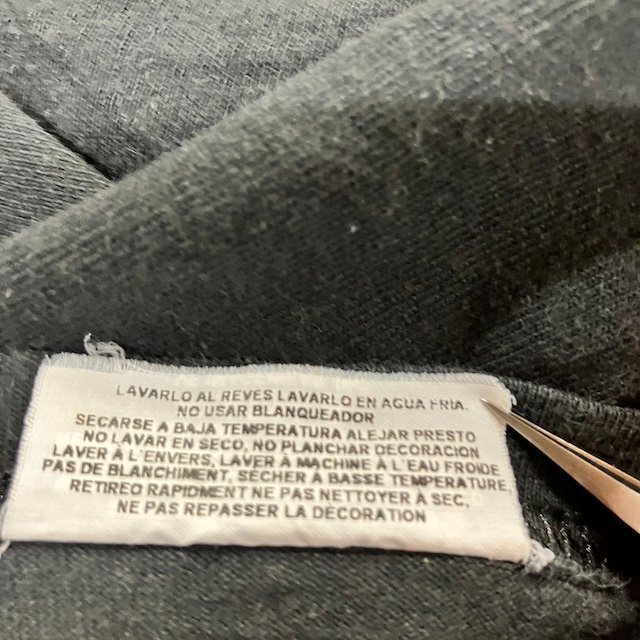 LAVARLO AL REVES LAVARLO EN AGUA FRIA.
NO USAR BLANQUEADOR
SECARSE A BAJA TEMPERATURA ALEJAR PRESTO
NO LAVAR EN SECO, NO PLANCHAR DECORACION
LAVER À L'ENVERS, LAVER À MACHINE À L'EAU FROIDE
PAS DE BLANCHIMENT, SÉCHER À BASSE TEMPERATURE,
RETIREO RAPIDMENT NE PAS NETTOYER À SEC,
NE PAS REPASSER LA DÉCORATION